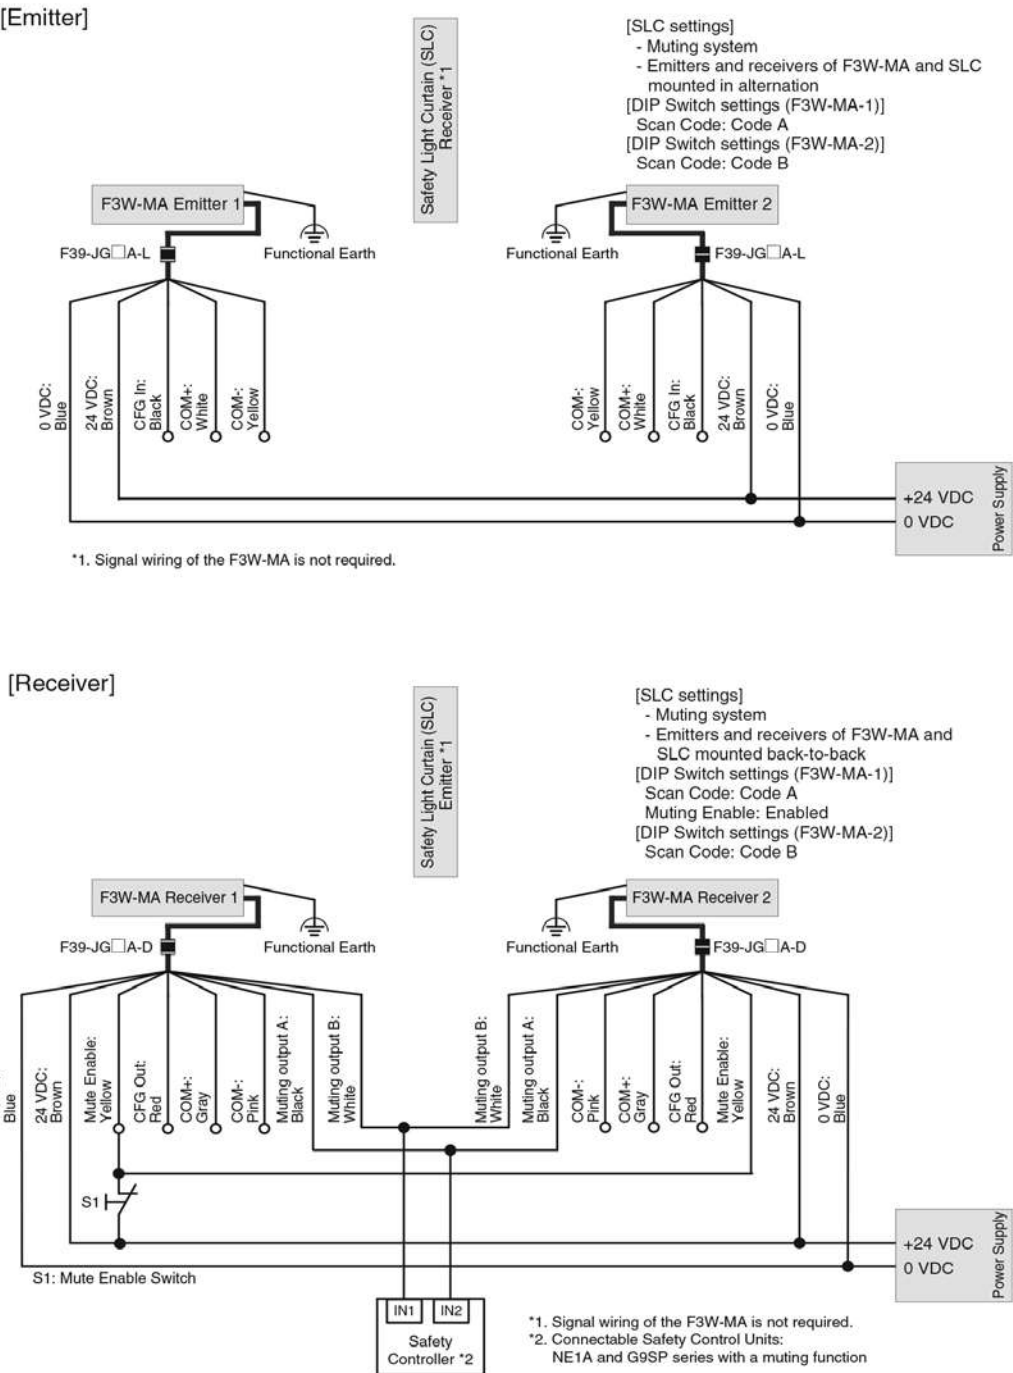 [Emitter]
Safety Light Curtain (SLC)
Receiver *1
[SLC settings]
- Muting system
- Emitters and receivers of F3W-MA and SLC
mounted in alternation
[DIP Switch settings (F3W-MA-1)]
Scan Code: Code A
[DIP Switch settings (F3W-MA-2)]
Scan Code: Code B
F3W-MA Emitter 1
F3W-MA Emitter 2
F39-JG□A-L
Functional Earth
Functional Earth
F39-JG□A-L
0 VDC:
Blue
24 VDC:
Brown
CFG In:
Black
COM+:
White
COM-:
Yellow
COM-:
Yellow
COM+:
White
CFG In:
Black
24 VDC:
Brown
0 VDC:
Blue
+24 VDC
0 VDC
Power Supply
*1. Signal wiring of the F3W-MA is not required.
[Receiver]
Safety Light Curtain (SLC)
Emitter *1
[SLC settings]
- Muting system
- Emitters and receivers of F3W-MA and
SLC mounted back-to-back
[DIP Switch settings (F3W-MA-1)]
Scan Code: Code A
Muting Enable: Enabled
[DIP Switch settings (F3W-MA-2)]
Scan Code: Code B
F3W-MA Receiver 1
F3W-MA Receiver 2
F39-JG□A-D
Functional Earth
Functional Earth
F39-JG□A-D
Blue
24 VDC:
Brown
Mute Enable:
Yellow
CFG Out:
Red
COM+:
Gray
COM-:
Pink
Muting output A:
Black
Muting output B:
White
Muting output B:
White
Muting output A:
Black
COM-:
Pink
COM+:
Gray
CFG Out:
Red
Mute Enable:
Yellow
24 VDC:
Brown
0 VDC:
Blue
S1
+24 VDC
0 VDC
Power Supply
S1: Mute Enable Switch
IN1
IN2
Safety
Controller *2
*1. Signal wiring of the F3W-MA is not required.
*2. Connectable Safety Control Units:
NE1A and G9SP series with a muting function